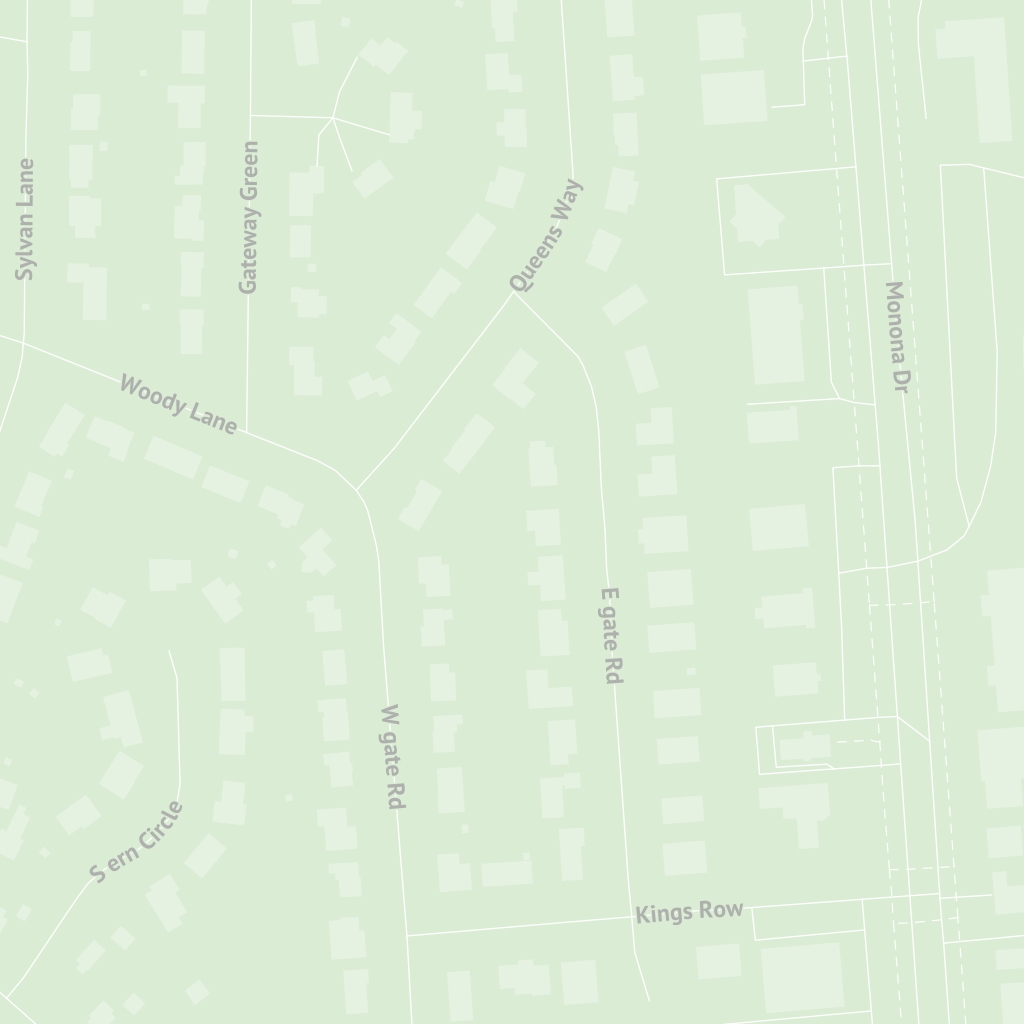 Sylvan Lane
Gateway Green
Queens Way
Monona Dr
Woody Lane
E gate Rd
W gate Rd
S ern Circle
Kings Row